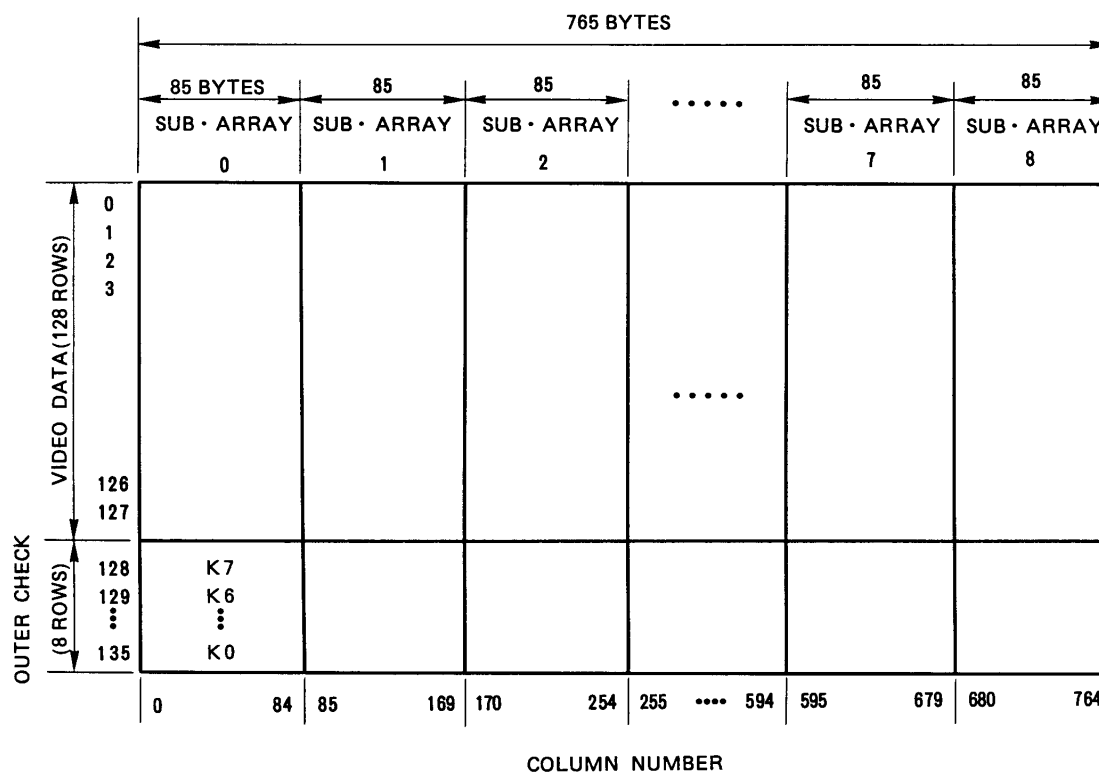 765 BYTES
85 BYTES 85 85 ••••• 85 85
SUB・ARRAY SUB・ARRAY SUB・ARRAY SUB・ARRAY SUB・ARRAY
0 1 2 7 8
VIDEO DATA (128 ROWS)
0
1
2
3
•••••
126
127
OUTER CHECK
(8 ROWS)
128 K7
129 K6
135 K0
0 84 85 169 170 254 255 •••• 594 595 679 680 764
COLUMN NUMBER